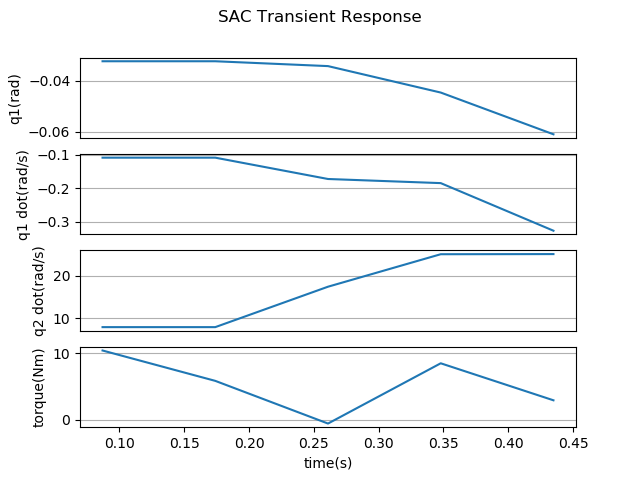 SAC Transient Response
q1(rad)
−0.04
−0.06
q1 dot(rad/s)
−0.1
−0.2
−0.3
q2 dot(rad/s)
20
10
torque(Nm)
10
0
0.10 0.15 0.20 0.25 0.30 0.35 0.40 0.45
time(s)